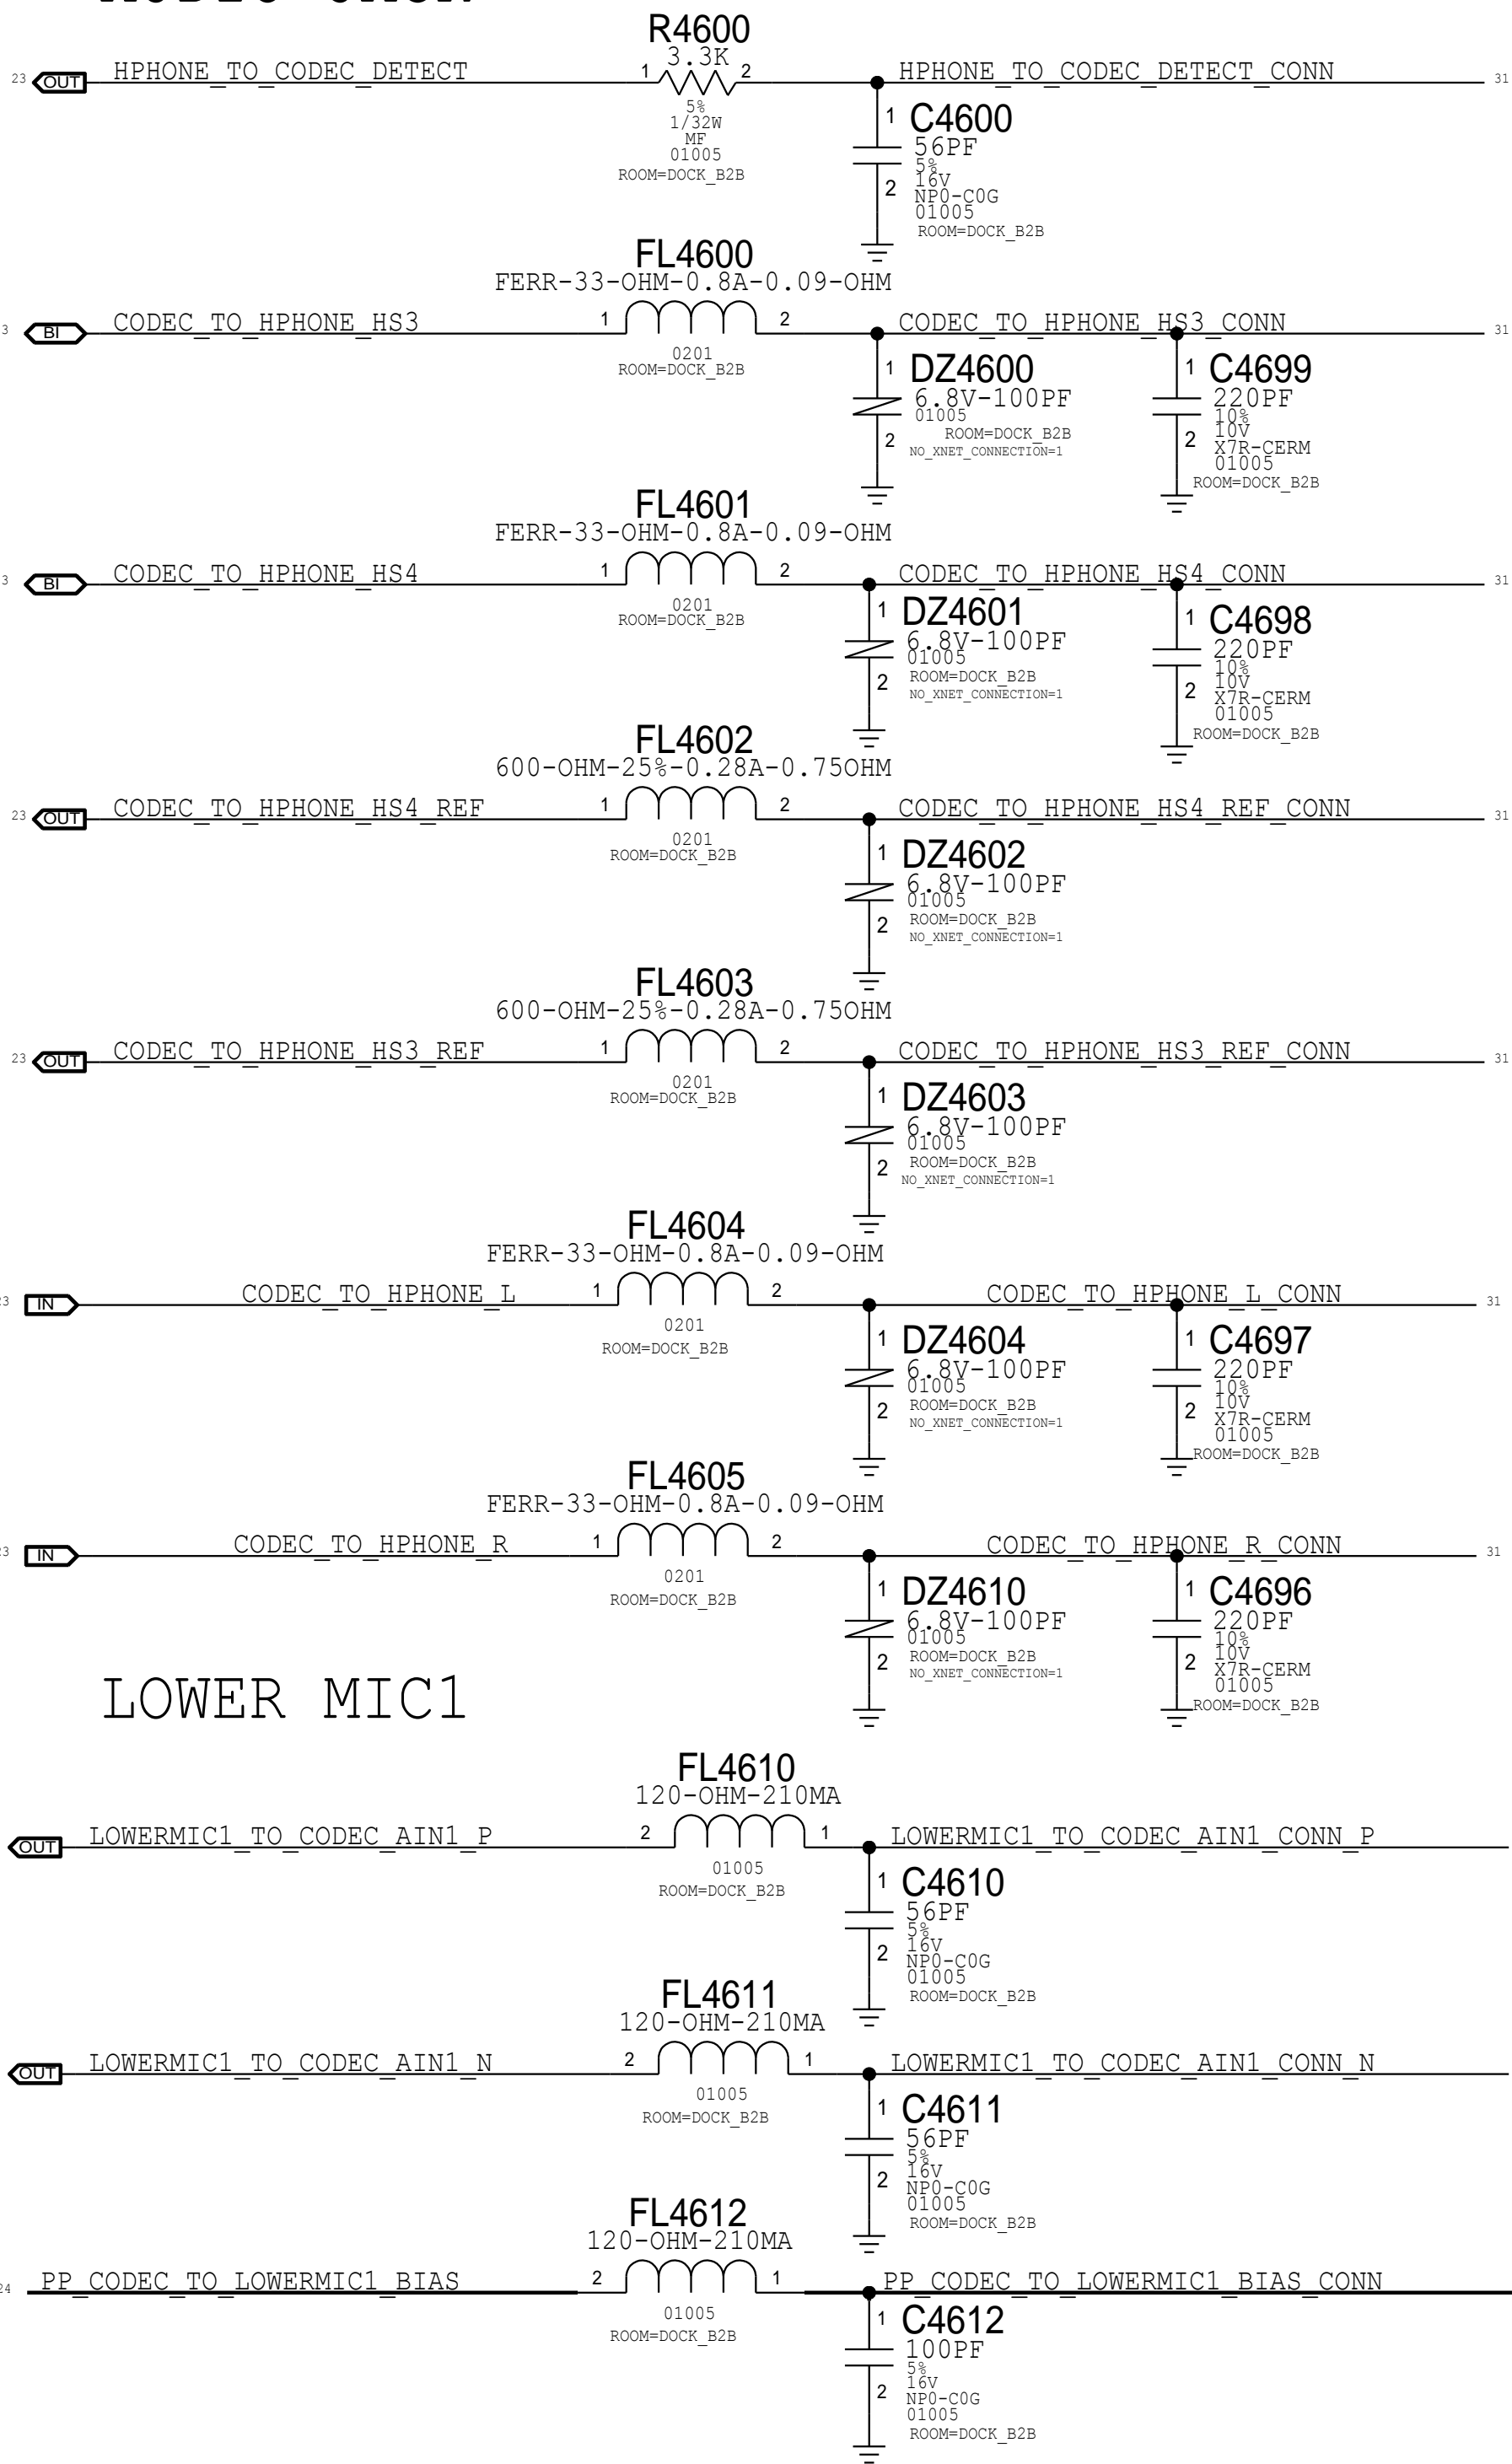 R4600
3.3K
23 OUT HPHONE_TO_CODEC_DETECT 1 2 HPHONE_TO_CODEC_DETECT_CONN 31
5%
1/32W
MF
01005
ROOM=DOCK_B2B
1 C4600
56PF
5%
16V
2 NP0-C0G
01005
ROOM=DOCK_B2B
FL4600
FERR-33-OHM-0.8A-0.09-OHM
3 BI CODEC_TO_HPHONE_HS3 1 2 CODEC_TO_HPHONE_HS3_CONN 31
0201
ROOM=DOCK_B2B
1 DZ4600
6.8V-100PF
01005
ROOM=DOCK_B2B
2 NO_XNET_CONNECTION=1
1 C4699
220PF
10%
10V
2 X7R-CERM
01005
ROOM=DOCK_B2B
FL4601
FERR-33-OHM-0.8A-0.09-OHM
3 BI CODEC_TO_HPHONE_HS4 1 2 CODEC_TO_HPHONE_HS4_CONN 31
0201
ROOM=DOCK_B2B
1 DZ4601
6.8V-100PF
01005
ROOM=DOCK_B2B
2 NO_XNET_CONNECTION=1
1 C4698
220PF
10%
10V
2 X7R-CERM
01005
ROOM=DOCK_B2B
FL4602
600-OHM-25%-0.28A-0.75OHM
23 OUT CODEC_TO_HPHONE_HS4_REF 1 2 CODEC_TO_HPHONE_HS4_REF_CONN 31
0201
ROOM=DOCK_B2B
1 DZ4602
6.8V-100PF
01005
ROOM=DOCK_B2B
2 NO_XNET_CONNECTION=1
FL4603
600-OHM-25%-0.28A-0.75OHM
23 OUT CODEC_TO_HPHONE_HS3_REF 1 2 CODEC_TO_HPHONE_HS3_REF_CONN 31
0201
ROOM=DOCK_B2B
1 DZ4603
6.8V-100PF
01005
2 ROOM=DOCK_B2B
NO_XNET_CONNECTION=1
FL4604
FERR-33-OHM-0.8A-0.09-OHM
23 IN CODEC_TO_HPHONE_L 1 2 CODEC_TO_HPHONE_L_CONN 31
0201
ROOM=DOCK_B2B
1 DZ4604
6.8V-100PF
01005
ROOM=DOCK_B2B
2 NO_XNET_CONNECTION=1
1 C4697
220PF
10%
10V
2 X7R-CERM
01005
ROOM=DOCK_B2B
FL4605
FERR-33-OHM-0.8A-0.09-OHM
23 IN CODEC_TO_HPHONE_R 1 2 CODEC_TO_HPHONE_R_CONN 31
0201
ROOM=DOCK_B2B
1 DZ4610
6.8V-100PF
01005
ROOM=DOCK_B2B
2 NO_XNET_CONNECTION=1
1 C4696
220PF
10%
10V
2 X7R-CERM
01005
ROOM=DOCK_B2B
LOWER MIC1
FL4610
120-OHM-210MA
OUT LOWERMIC1_TO_CODEC_AIN1_P 2 1 LOWERMIC1_TO_CODEC_AIN1_CONN_P
01005
ROOM=DOCK_B2B
1 C4610
56PF
5%
16V
2 NP0-C0G
01005
ROOM=DOCK_B2B
FL4611
120-OHM-210MA
OUT LOWERMIC1_TO_CODEC_AIN1_N 2 1 LOWERMIC1_TO_CODEC_AIN1_CONN_N
01005
ROOM=DOCK_B2B
1 C4611
56PF
5%
16V
2 NP0-C0G
01005
ROOM=DOCK_B2B
FL4612
120-OHM-210MA
24 PP_CODEC_TO_LOWERMIC1_BIAS 2 1 PP_CODEC_TO_LOWERMIC1_BIAS_CONN
01005
ROOM=DOCK_B2B
1 C4612
100PF
5%
16V
2 NP0-C0G
01005
ROOM=DOCK_B2B